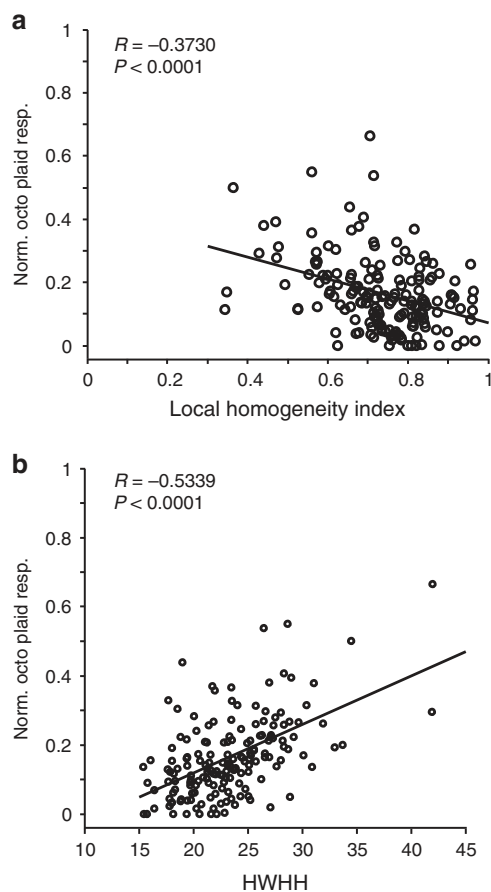 a
R = −0.3730
P < 0.0001
Norm. octo plaid resp.
1
0.8
0.6
0.4
0.2
0
0 0.2 0.4 0.6 0.8 1
Local homogeneity index
b
R = −0.5339
P < 0.0001
Norm. octo plaid resp.
1
0.8
0.6
0.4
0.2
0
10 15 20 25 30 35 40 45
HWHH